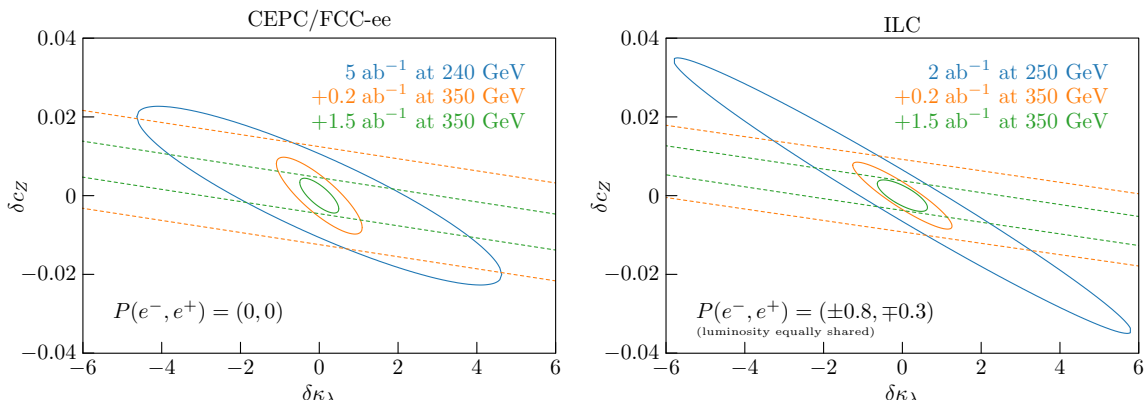 CEPC/FCC-ee
0.04
0.02
0
−0.02
−0.04
δc_Z
5 ab⁻¹ at 240 GeV
+0.2 ab⁻¹ at 350 GeV
+1.5 ab⁻¹ at 350 GeV
P(e⁻, e⁺) = (0, 0)
−6 −4 −2 0 2 4 6
δκ_λ
ILC
0.04
0.02
0
−0.02
−0.04
δc_Z
2 ab⁻¹ at 250 GeV
+0.2 ab⁻¹ at 350 GeV
+1.5 ab⁻¹ at 350 GeV
P(e⁻, e⁺) = (±0.8, ∓0.3)
(luminosity equally shared)
−6 −4 −2 0 2 4 6
δκ_λ